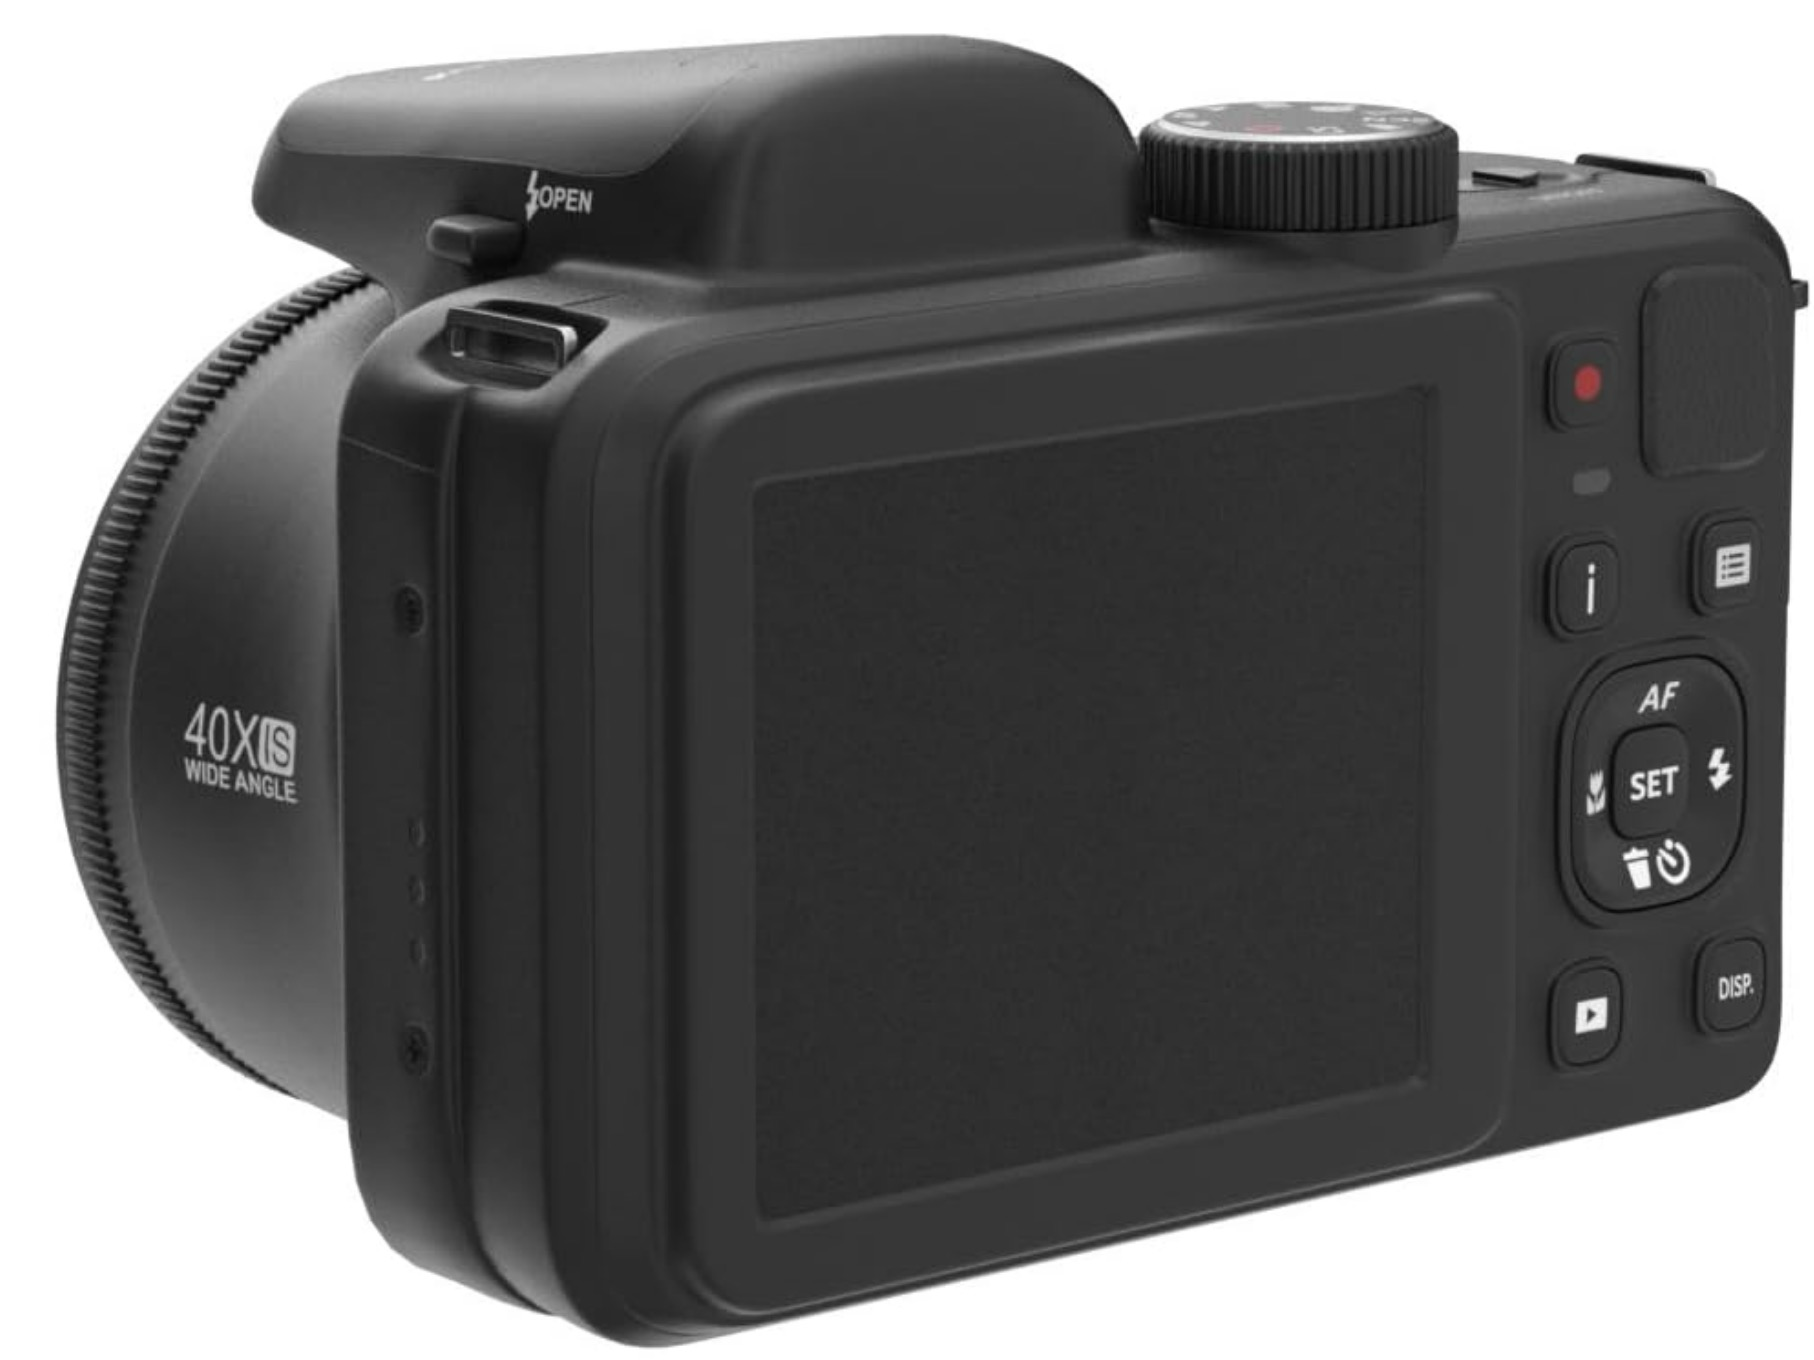 OPEN
40X IS
WIDE ANGLE
i
AF
SET
DISP.